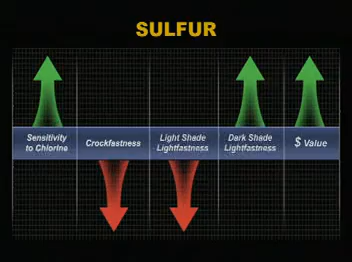 SULFUR
Sensitivity
to Chlorine
Crockfastness
Light Shade
Lightfastness
Dark Shade
Lightfastness
$ Value